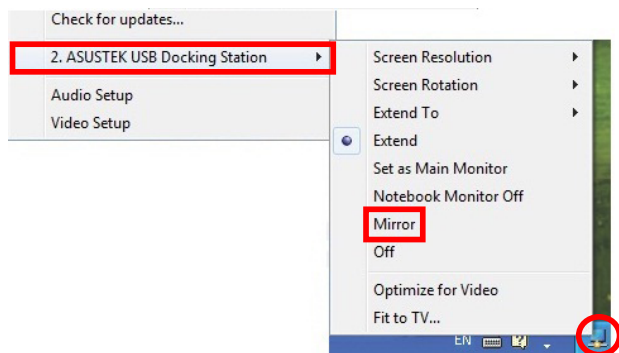 Check for updates...
2. ASUSTEK USB Docking Station
Audio Setup
Video Setup
Screen Resolution
Screen Rotation
Extend To
Extend
Set as Main Monitor
Notebook Monitor Off
Mirror
Off
Optimize for Video
Fit to TV...
EN